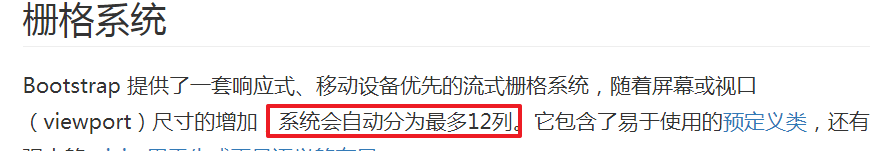 栅格系统
Bootstrap 提供了一套响应式、移动设备优先的流式栅格系统，随着屏幕或视口
（viewport）尺寸的增加 系统会自动分为最多12列。它包含了易于使用的预定义类，还有